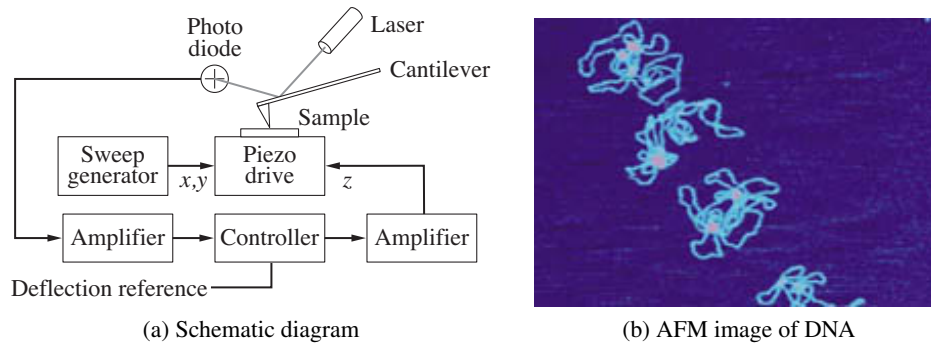 Photo
diode
Laser
Cantilever
Sample
Sweep
generator
x,y
Piezo
drive
z
Amplifier
Controller
Amplifier
Deflection reference
(a) Schematic diagram
(b) AFM image of DNA